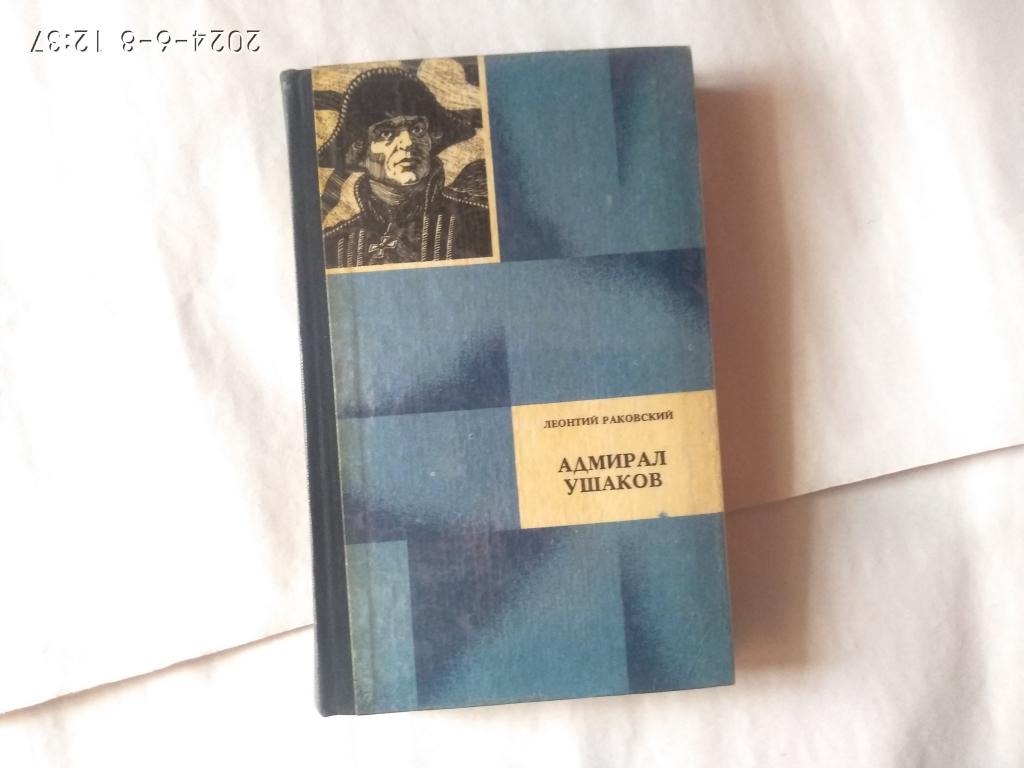 2024-6-8 12:37
ЛЕОНТИЙ РАКОВСКИЙ
АДМИРАЛ
УШАКОВ